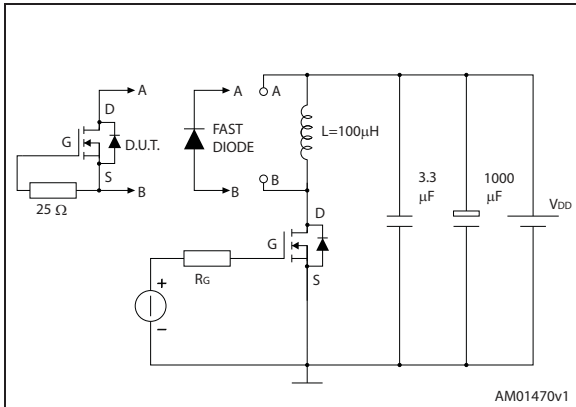 A
D
G
D.U.T.
S
B
25 Ω
A
FAST
DIODE
B
A
L=100μH
B
D
G
S
RG
+
−
3.3
μF
1000
μF
VDD
AM01470v1